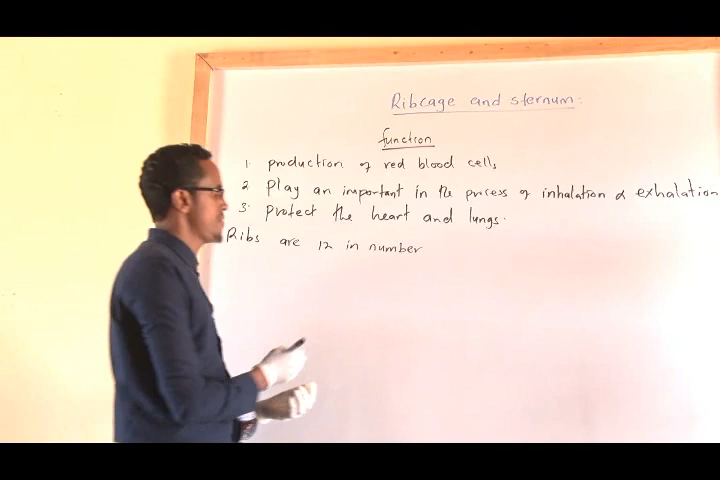 Ribcage and sternum:
function
1. production of red blood cells
2. Play an important in the process of inhalation & exhalation
3. Protect the heart and lungs.
Ribs are 12 in number